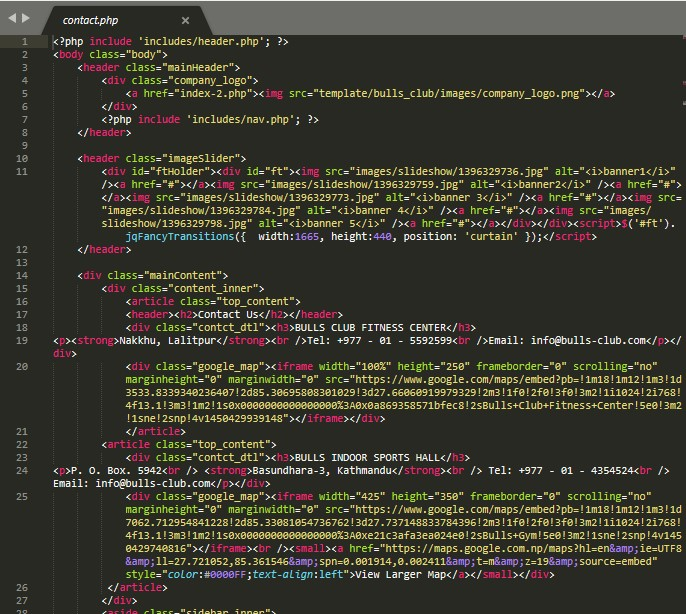 contact.php ×
1 <?php include 'includes/header.php'; ?>
2 <body class="body">
3 <header class="mainHeader">
4 <div class="company_logo">
5 <a href="index-2.php"><img src="template/bulls_club/images/company_logo.png"></a>
6 </div>
7 <?php include 'includes/nav.php'; ?>
8 </header>
9
10 <header class="imageSlider">
11 <div id="ftHolder"><div id="ft"><img src="images/slideshow/1396329736.jpg" alt="<i>banner1</i>"
/><a href="#"></a><img src="images/slideshow/1396329759.jpg" alt="<i>banner2</i>" /><a href="#">
</a><img src="images/slideshow/1396329773.jpg" alt="<i>banner 3</i>" /><a href="#"></a><img src=
"images/slideshow/1396329784.jpg" alt="<i>banner 4</i>" /><a href="#"></a><img src="images/
slideshow/1396329798.jpg" alt="<i>banner 5</i>" /><a href="#"></a></div></div><script>$('#ft').
jqFancyTransitions({ width:1665, height:440, position: 'curtain' });</script>
12 </header>
13
14 <div class="mainContent">
15 <div class="content_inner">
16 <article class="top_content">
17 <header><h2>Contact Us</h2></header>
18 <div class="contct_dtl"><h3>BULLS CLUB FITNESS CENTER</h3>
19 <p><strong>Nakkhu, Lalitpur</strong><br />Tel: +977 - 01 - 5592599<br />Email: info@bulls-club.com</p></
div>
20 <div class="google_map"><iframe width="100%" height="250" frameborder="0" scrolling="no"
marginheight="0" marginwidth="0" src="https://www.google.com/maps/embed?pb=!1m18!1m12!1m3!1d
3533.8339340236407!2d85.30695880301029!3d27.66060919979329!2m3!1f0!2f0!3f0!3m2!1i1024!2i768!
4f13.1!3m3!1m2!1s0x0000000000000000%3A0x0a869358571bfec8!2sBulls+Club+Fitness+Center!5e0!3m2
!1sne!2snp!4v1450429939148"></iframe></div>
21 </article>
22 <article class="top_content">
23 <div class="contct_dtl"><h3>BULLS INDOOR SPORTS HALL</h3>
24 <p>P. O. Box. 5942<br /> <strong>Basundhara-3, Kathmandu</strong><br /> Tel: +977 - 01 - 4354524<br />
Email: info@bulls-club.com</p></div>
25 <div class="google_map"><iframe width="425" height="350" frameborder="0" scrolling="no"
marginheight="0" marginwidth="0" src="https://www.google.com/maps/embed?pb=!1m18!1m12!1m3!1d
7062.712954841228!2d85.33081054736762!3d27.737148833784396!2m3!1f0!2f0!3f0!3m2!1i1024!2i768!
4f13.1!3m3!1m2!1s0x0000000000000000%3A0xe21c3afa3ea024e0!2sBulls+Gym!5e0!3m2!1sne!2snp!4v145
0429740816"></iframe><br /><small><a href="https://maps.google.com.np/maps?hl=en&amp;ie=UTF8
&amp;ll=27.721052,85.361546&amp;spn=0.001914,0.002411&amp;t=m&amp;z=19&amp;source=embed"
style="color:#0000FF;text-align:left">View Larger Map</a></small></div>
26 </article>
27 </div>
28 <aside class="sidebar_inner">